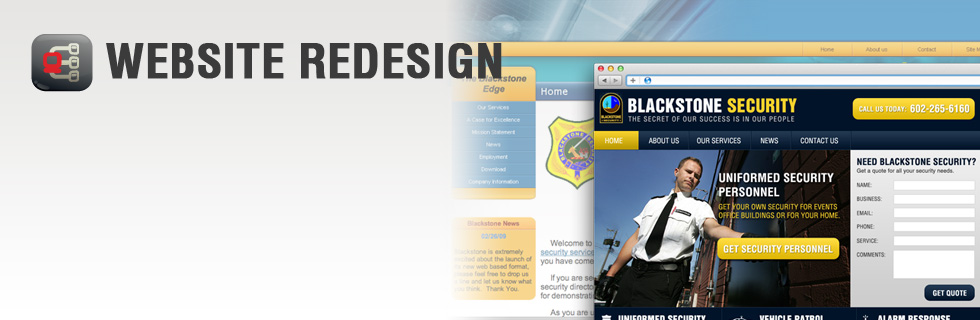 WEBSITE REDESIGN
Home
About us
Contact
Blackstone
Edge
Our Services
A Case for Excellence
Mission Statement
News
Employment
Download
Company Information
Home
Blackstone News
02/20/06
Blackstone is extremely
excited about the launch of
new web based format,
please feel free to drop us
a line and let us know what
you think. Thank You.
Welcome to
security service
you have come
If you are se
security directo
for demonstratio
As you are u
BLACKSTONE SECURITY
THE SECRET OF OUR SUCCESS IS IN OUR PEOPLE
CALL US TODAY. 602-265-6160
HOME
ABOUT US
OUR SERVICES
NEWS
CONTACT US
UNIFORMED SECURITY
PERSONNEL
GET YOUR OWN SECURITY FOR EVENTS
OFFICE BUILDINGS OR FOR YOUR HOME.
GET SECURITY PERSONNEL
NEED BLACKSTONE SECURITY?
Get a quote for all your security needs.
NAME:
BUSINESS:
EMAIL:
PHONE:
SERVICE:
COMMENTS:
GET QUOTE
UNIFORMED SECURITY
VEHICLE PATROL
ALARM RESPONSE